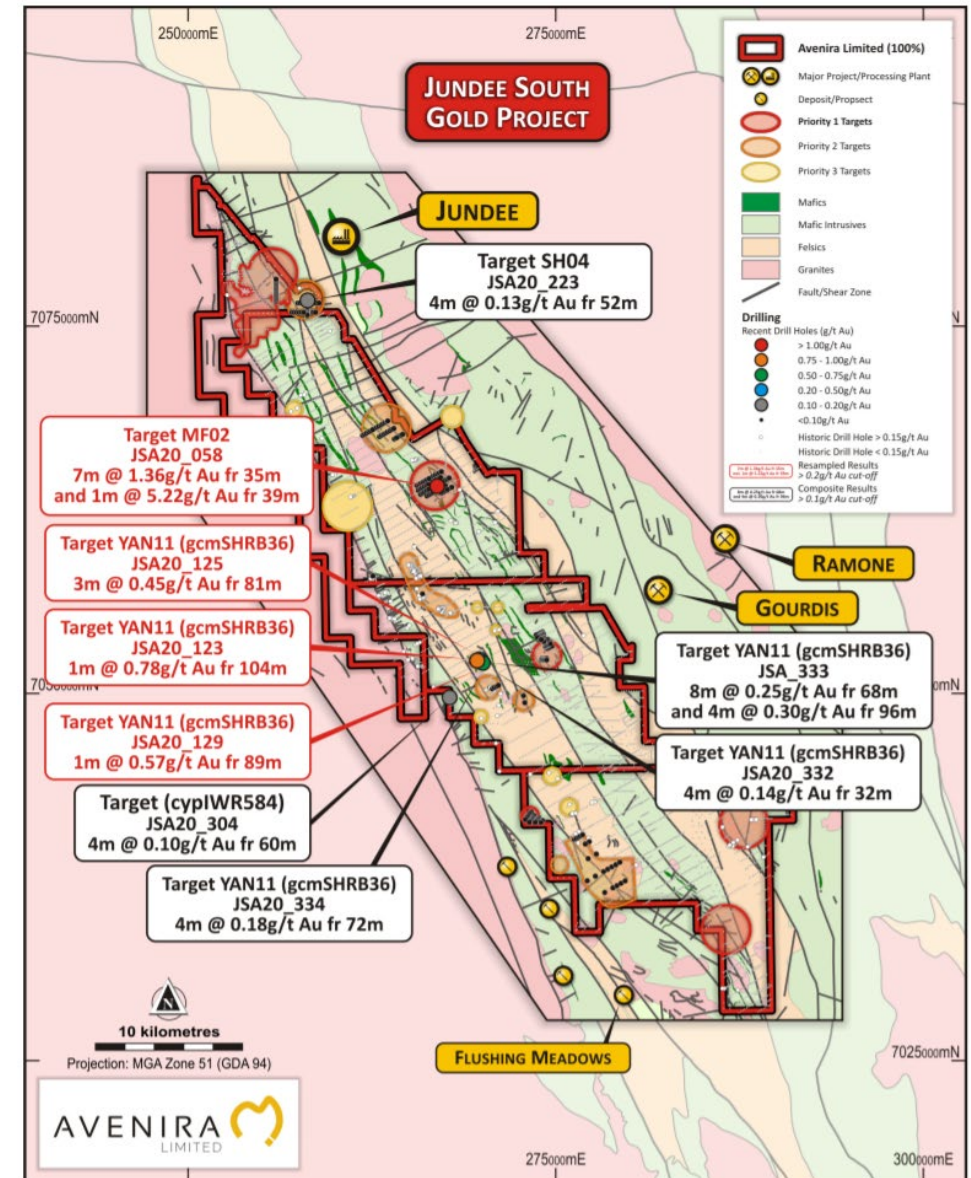 250000mE
275000mE
JUNDEE SOUTH
GOLD PROJECT
Avenira Limited (100%)
Major Project/Processing Plant
Deposit/Propsect
Priority 1 Targets
Priority 2 Targets
Priority 3 Targets
Mafics
Mafic Intrusives
Felsics
Granites
Fault/Shear Zone
Drilling
Recent Drill Holes (g/t Au)
> 1.00g/t Au
0.75 - 1.00g/t Au
0.50 - 0.75g/t Au
0.20 - 0.50g/t Au
0.10 - 0.20g/t Au
<0.10g/t Au
Historic Drill Hole > 0.15g/t Au
Historic Drill Hole < 0.15g/t Au
Resampled Results
> 0.2g/t Au cut-off
Composite Results
> 0.1g/t Au cut-off
JUNDEE
Target SH04
JSA20_223
4m @ 0.13g/t Au fr 52m
7075000mN
N
Target MF02
JSA20_058
7m @ 1.36g/t Au fr 35m
and 1m @ 5.22g/t Au fr 39m
Target YAN11 (gcmSHRB36)
JSA20_125
3m @ 0.45g/t Au fr 81m
Target YAN11 (gcmSHRB36)
JSA20_123
1m @ 0.78g/t Au fr 104m
Target YAN11 (gcmSHRB36)
JSA20_129
1m @ 0.57g/t Au fr 89m
Target (cypIWR584)
JSA20_304
4m @ 0.10g/t Au fr 60m
Target YAN11 (gcmSHRB36)
JSA20_334
4m @ 0.18g/t Au fr 72m
RAMONE
GOURDIS
Target YAN11 (gcmSHRB36)
JSA_333
8m @ 0.25g/t Au fr 68m
and 4m @ 0.30g/t Au fr 96m
mN
Target YAN11 (gcmSHRB36)
JSA20_332
4m @ 0.14g/t Au fr 32m
N
10 kilometres
Projection: MGA Zone 51 (GDA 94)
FLUSHING MEADOWS
7025000mN
AVENIRA
LIMITED
275000mE
300000mE